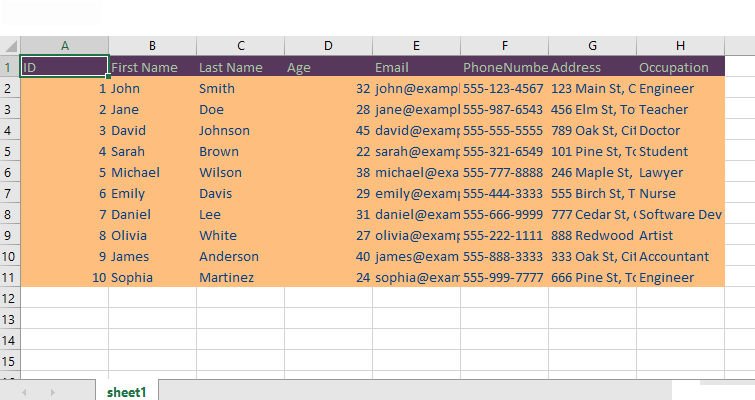 A B C D E F G H
1 ID First Name Last Name Age Email PhoneNumbe Address Occupation
2 1 John Smith 32 john@exampl 555-123-4567 123 Main St, C Engineer
3 2 Jane Doe 28 jane@exampl 555-987-6543 456 Elm St, To Teacher
4 3 David Johnson 45 david@exam 555-555-5555 789 Oak St, Cit Doctor
5 4 Sarah Brown 22 sarah@exam 555-321-6549 101 Pine St, To Student
6 5 Michael Wilson 38 michael@exa 555-777-8888 246 Maple St, Lawyer
7 6 Emily Davis 29 emily@exam 555-444-3333 555 Birch St, T Nurse
8 7 Daniel Lee 31 daniel@exam 555-666-9999 777 Cedar St, Software Dev
9 8 Olivia White 27 olivia@exam 555-222-1111 888 Redwood Artist
10 9 James Anderson 40 james@exam 555-888-3333 333 Oak St, Cit Accountant
11 10 Sophia Martinez 24 sophia@exam 555-999-7777 666 Pine St, To Engineer
12
13
14
15
sheet1